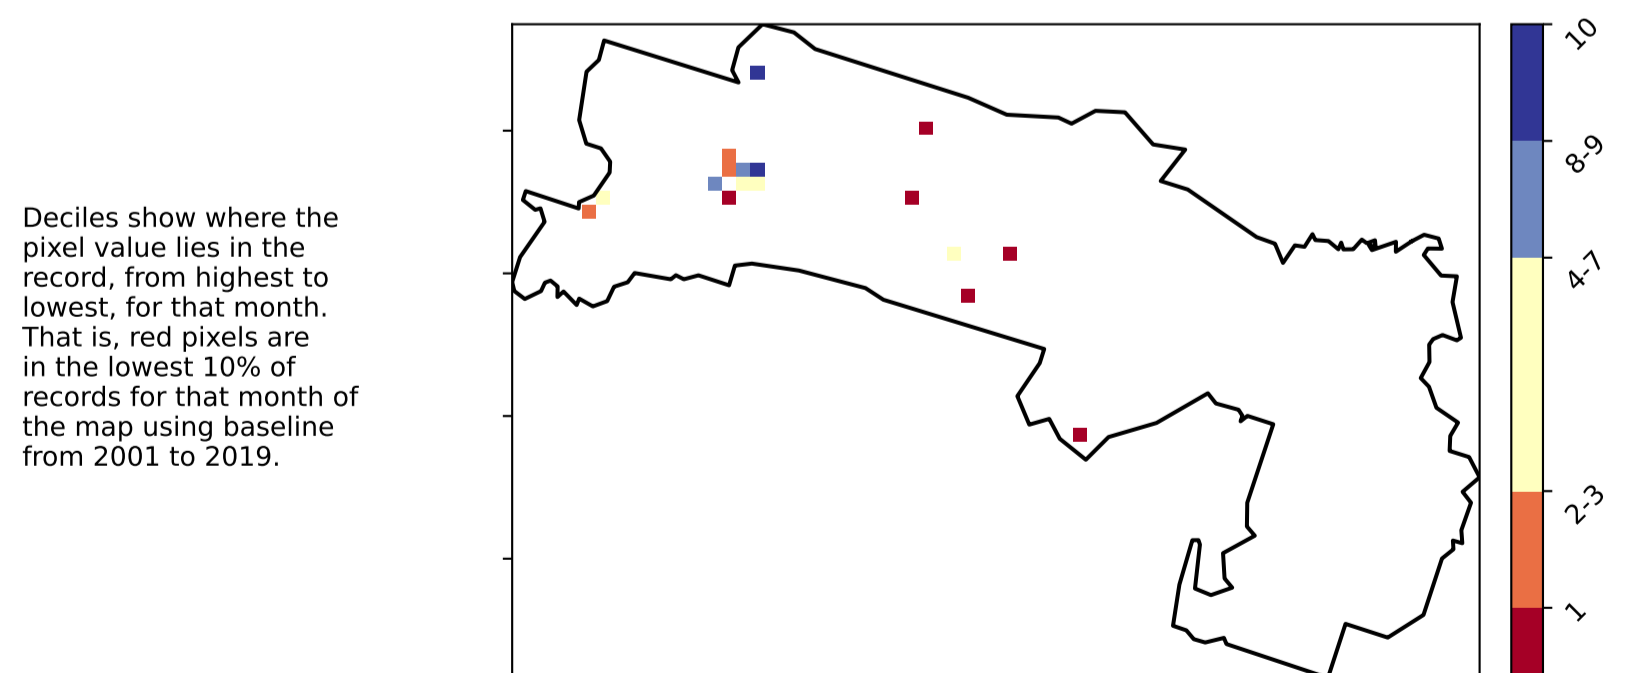 Deciles show where the
pixel value lies in the
record, from highest to
lowest, for that month.
That is, red pixels are
in the lowest 10% of
records for that month of
the map using baseline
from 2001 to 2019.
10
8-9
4-7
2-3
1